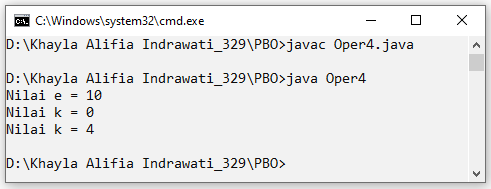 C:\Windows\system32\cmd.exe
D:\Khayla Alifia Indrawati_329\PBO>javac Oper4.java
D:\Khayla Alifia Indrawati_329\PBO>java Oper4
Nilai e = 10
Nilai k = 0
Nilai k = 4
D:\Khayla Alifia Indrawati_329\PBO>